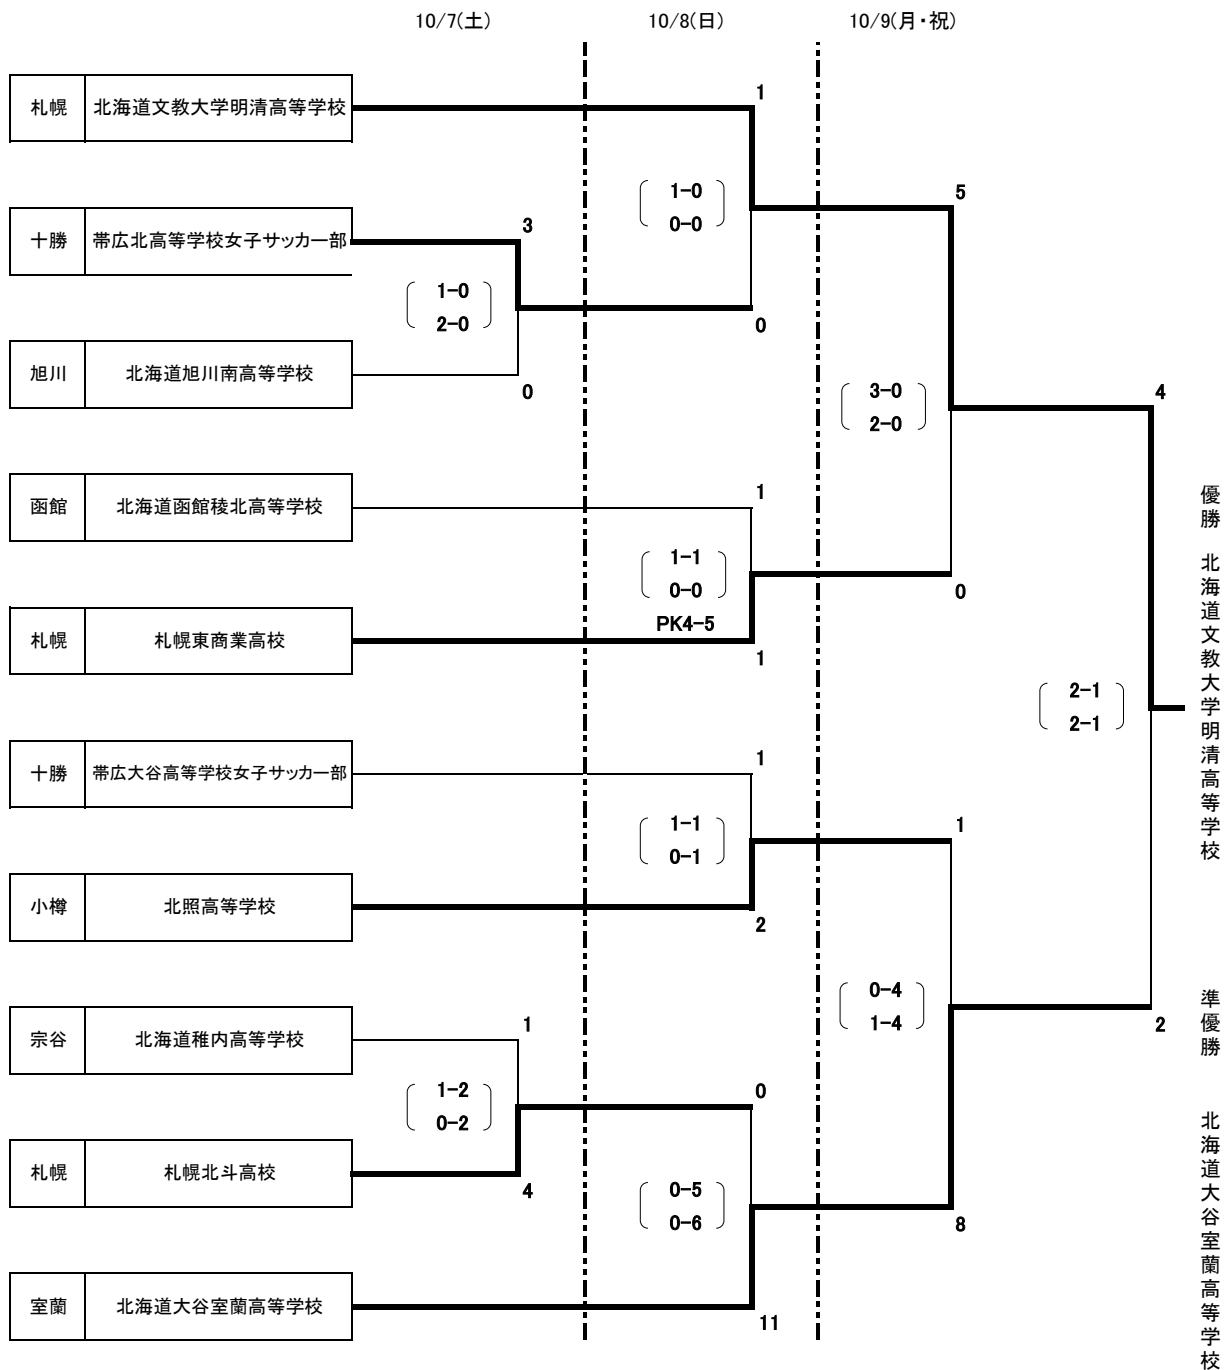 10/7(土)
10/8(日)
10/9(月・祝)
札幌 北海道文教大学明清高等学校
1
1-0
0-0
5
十勝 帯広北高等学校女子サッカー部
3
1-0
2-0
0
旭川 北海道旭川南高等学校
0
3-0
2-0
4
函館 北海道函館稜北高等学校
1
1-1
0-0
PK4-5
0
札幌 札幌東商業高校
1
2-1
2-1
優勝 北海道文教大学明清高等学校
十勝 帯広大谷高等学校女子サッカー部
1
1-1
0-1
1
小樽 北照高等学校
2
0-4
1-4
2
宗谷 北海道稚内高等学校
1
1-2
0-2
0
札幌 札幌北斗高校
4
0-5
0-6
8
室蘭 北海道大谷室蘭高等学校
11
準優勝 北海道大谷室蘭高等学校